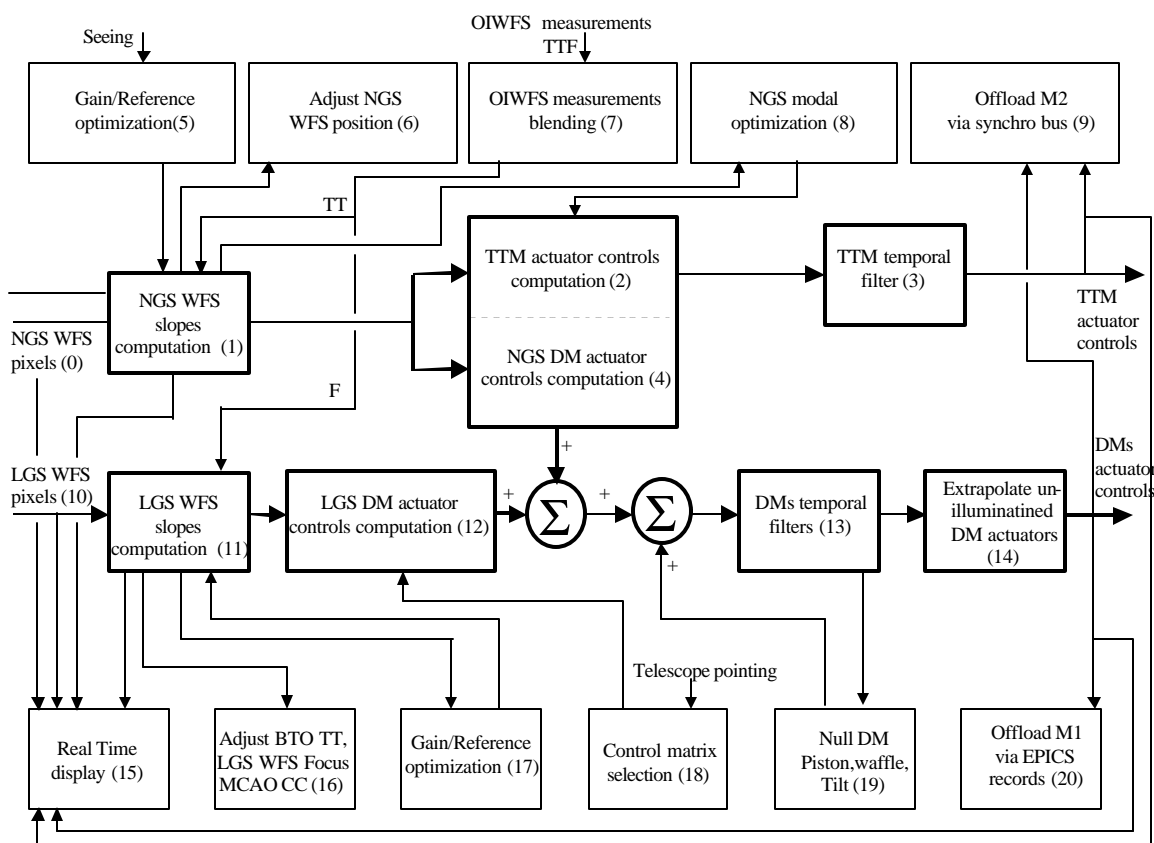 Seeing
OIWFS measurements
TTF
Gain/Reference
optimization(5)
Adjust NGS
WFS position (6)
OIWFS measurements
blending (7)
NGS modal
optimization (8)
Offload M2
via synchro bus (9)
TT
TTM actuator controls
computation (2)
TTM temporal
filter (3)
NGS WFS
slopes
computation (1)
NGS WFS
pixels (0)
TTM
actuator
controls
NGS DM actuator
controls computation (4)
F
+
LGS WFS
pixels (10)
LGS WFS
slopes
computation (11)
LGS DM actuator
controls computation (12)
+
Σ
+
Σ
+
DMs temporal
filters (13)
Extrapolate un-
illuminatined
DM actuators
(14)
DMs
actuator
controls
Telescope pointing
Real Time
display (15)
Adjust BTO TT,
LGS WFS Focus
MCAO CC (16)
Gain/Reference
optimization (17)
Control matrix
selection (18)
Null DM
Piston,waffle,
Tilt (19)
Offload M1
via EPICS
records (20)